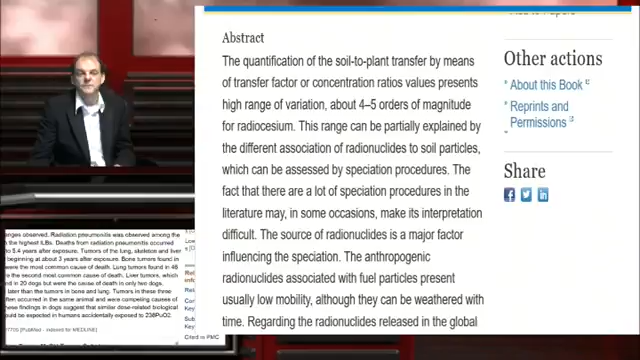 Abstract
The quantification of the soil-to-plant transfer by means
of transfer factor or concentration ratios values presents
high range of variation, about 4–5 orders of magnitude
for radiocesium. This range can be partially explained by
the different association of radionuclides to soil particles,
which can be assessed by speciation procedures. The
fact that there are a lot of speciation procedures in the
literature may, in some occasions, make its interpretation
difficult. The source of radionuclides is a major factor
influencing the speciation. The anthropogenic
radionuclides associated with fuel particles present
usually low mobility, although they can be weathered with
time. Regarding the radionuclides released in the global
Other actions
About this Book
Reprints and
Permissions
Share
anges observed. Radiation pneumonitis was observed among the
n the highest ILBs. Deaths from radiation pneumonitis occurred
to 5.4 years after exposure. Tumors of the lung, skeleton and liver
beginning at about 3 years after exposure. Bone tumors found in
were the most common cause of death. Lung tumors found in 46
were the second most common cause of death. Liver tumors, which
ed in 20 dogs but were the cause of death in only two dogs,
later than the tumors in bone and lung. Tumors in these three
often occurred in the same animal and were competing causes of
hese findings in dogs suggest that similar dose-related biological
ould be expected in humans accidentally exposed to 238PuO2.
[PubMed - indexed for MEDLINE]
Cited in PMC